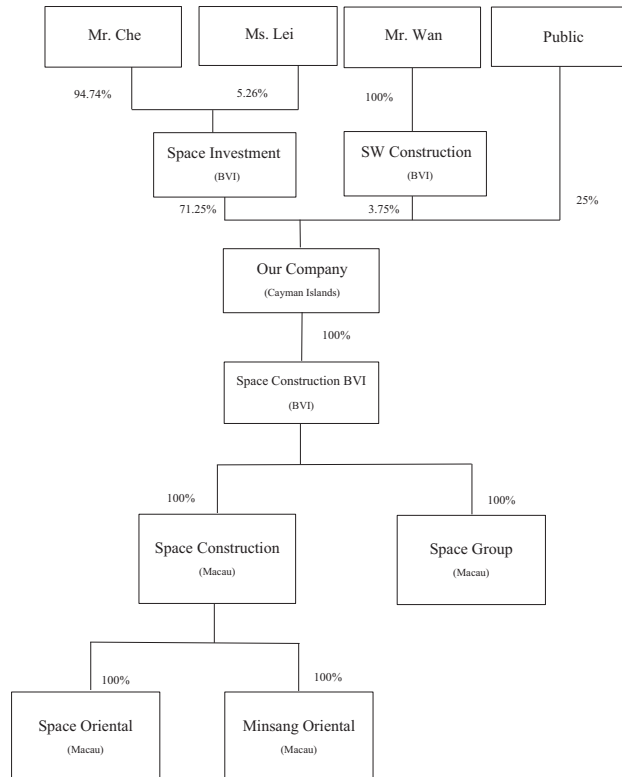 Mr. Che
Ms. Lei
Mr. Wan
Public
94.74%
5.26%
100%
Space Investment
(BVI)
SW Construction
(BVI)
71.25%
3.75%
25%
Our Company
(Cayman Islands)
100%
Space Construction BVI
(BVI)
100%
100%
Space Construction
(Macau)
Space Group
(Macau)
100%
100%
Space Oriental
(Macau)
Minsang Oriental
(Macau)